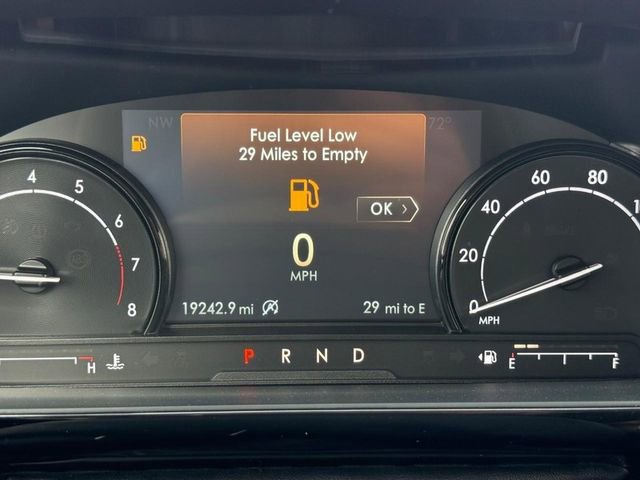 NW
Fuel Level Low
72°
29 Miles to Empty
OK
0
MPH
19242.9 mi
29 mi to E
4
5
6
7
8
0
20
40
60
80
MPH
H
P R N D
E
F